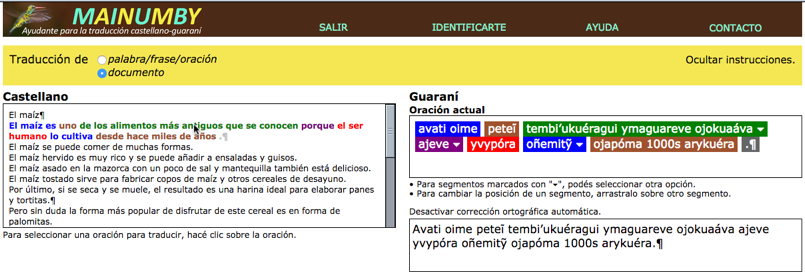 MAINUMBY
Ayudante para la traducción castellano-guaraní
SALIR IDENTIFICARTE AYUDA CONTACTO
Traducción de palabra/frase/oración
documento
Ocultar instrucciones.
Castellano
El maíz¶
El maíz es uno de los alimentos más antiguos que se conocen porque el ser
humano lo cultiva desde hace miles de años .¶
El maíz se puede comer de muchas formas.
El maíz hervido es muy rico y se puede añadir a ensaladas y guisos.
El maíz asado en la mazorca con un poco de sal y mantequilla también está delicioso.
El maíz tostado sirve para fabricar copos de maíz y otros cereales de desayuno.
Por último, si se seca y se muele, el resultado es una harina ideal para elaborar panes
y tortitas.¶
Pero sin duda la forma más popular de disfrutar de este cereal es en forma de
palomitas.
Para seleccionar una oración para traducir, hacé clic sobre la oración.
Guaraní
Oración actual
avati oime peteĩ tembi’ukuéragui ymaguareve ojokuaáva ▾
ajeve ▾ yvypóra oñemitỹ ▾ ojapóma 1000s arykuéra .¶
• Para segmentos marcados con "▾", podés seleccionar otra opción.
• Para cambiar la posición de un segmento, arrastralo sobre otro segmento.
Desactivar corrección ortográfica automática.
Avati oime peteĩ tembi’ukuéragui ymaguareve ojokuaáva ajeve
yvypóra oñemitỹ ojapóma 1000s arykuéra.¶